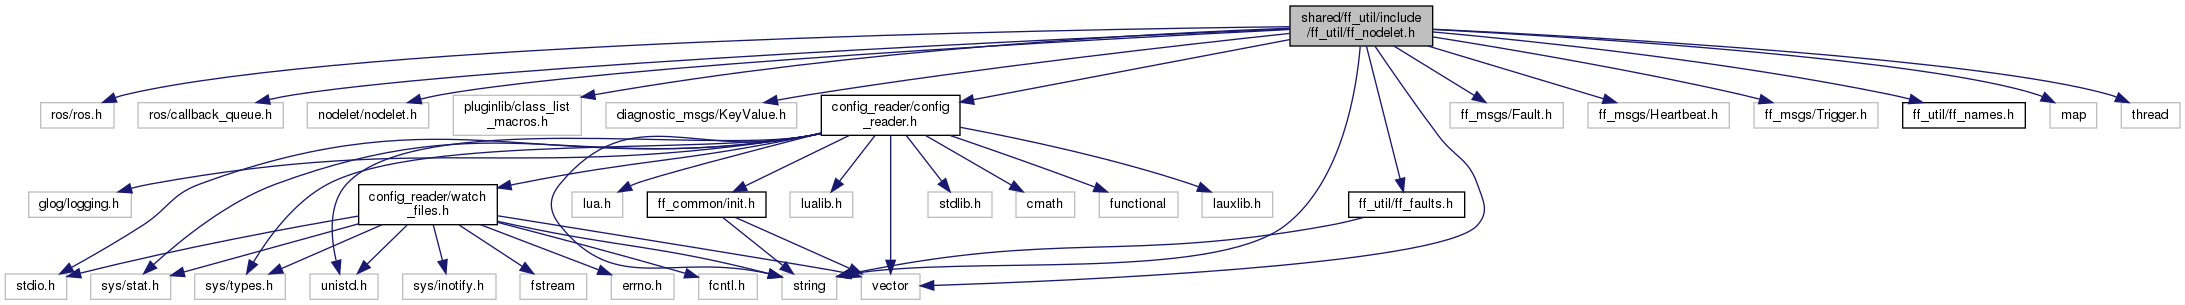 shared/ff_util/include
/ff_util/ff_nodelet.h
ros/ros.h
ros/callback_queue.h
nodelet/nodelet.h
pluginlib/class_list
_macros.h
diagnostic_msgs/KeyValue.h
config_reader/config
_reader.h
ff_msgs/Fault.h
ff_msgs/Heartbeat.h
ff_msgs/Trigger.h
ff_util/ff_names.h
map
thread
glog/logging.h
config_reader/watch
_files.h
lua.h
ff_common/init.h
lualib.h
stdlib.h
cmath
functional
lauxlib.h
ff_util/ff_faults.h
stdio.h
sys/stat.h
sys/types.h
unistd.h
sys/inotify.h
fstream
errno.h
fcntl.h
string
vector